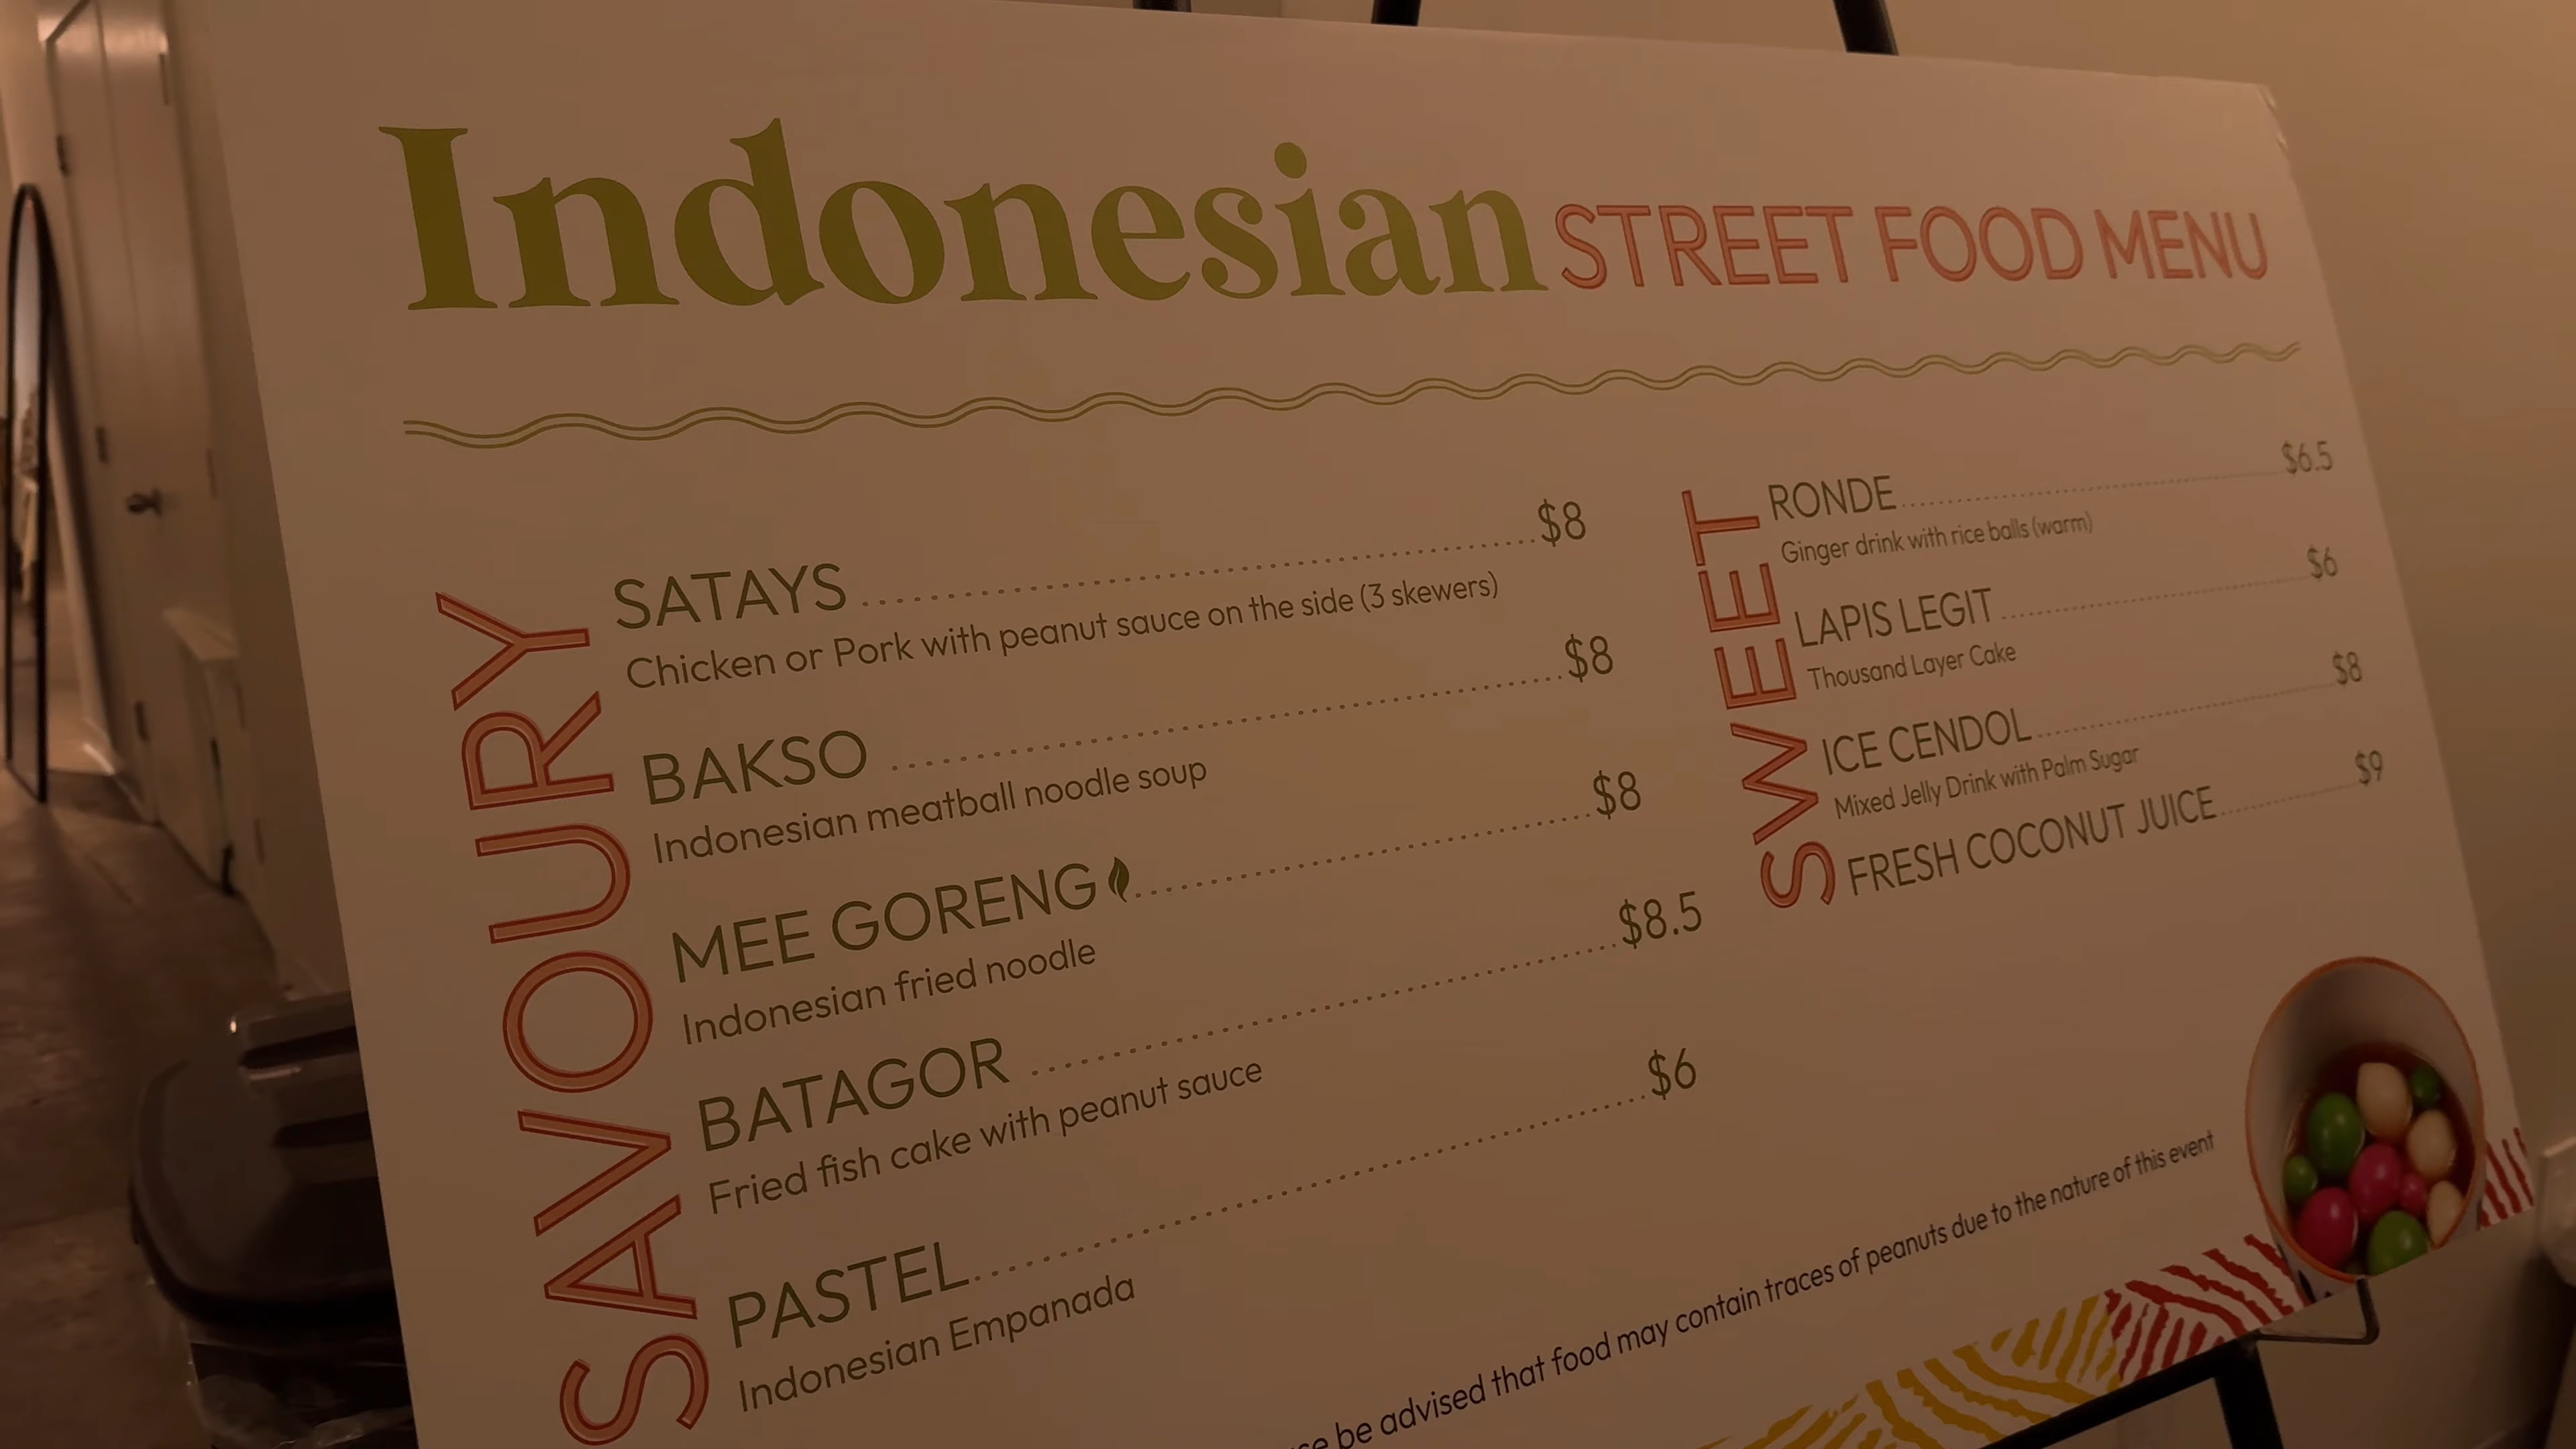 Indonesian STREET FOOD MENU
SAVOURY
SATAYS $8
Chicken or Pork with peanut sauce on the side (3 skewers)
BAKSO $8
Indonesian meatball noodle soup
MEE GORENG $8
Indonesian fried noodle
BATAGOR $8.5
Fried fish cake with peanut sauce
PASTEL $6
Indonesian Empanada
SWEET
RONDE $6.5
Ginger drink with rice balls (warm)
LAPIS LEGIT $6
Thousand Layer Cake
ICE CENDOL $8
Mixed Jelly Drink with Palm Sugar
FRESH COCONUT JUICE $9
be advised that food may contain traces of peanuts due to the nature of this event